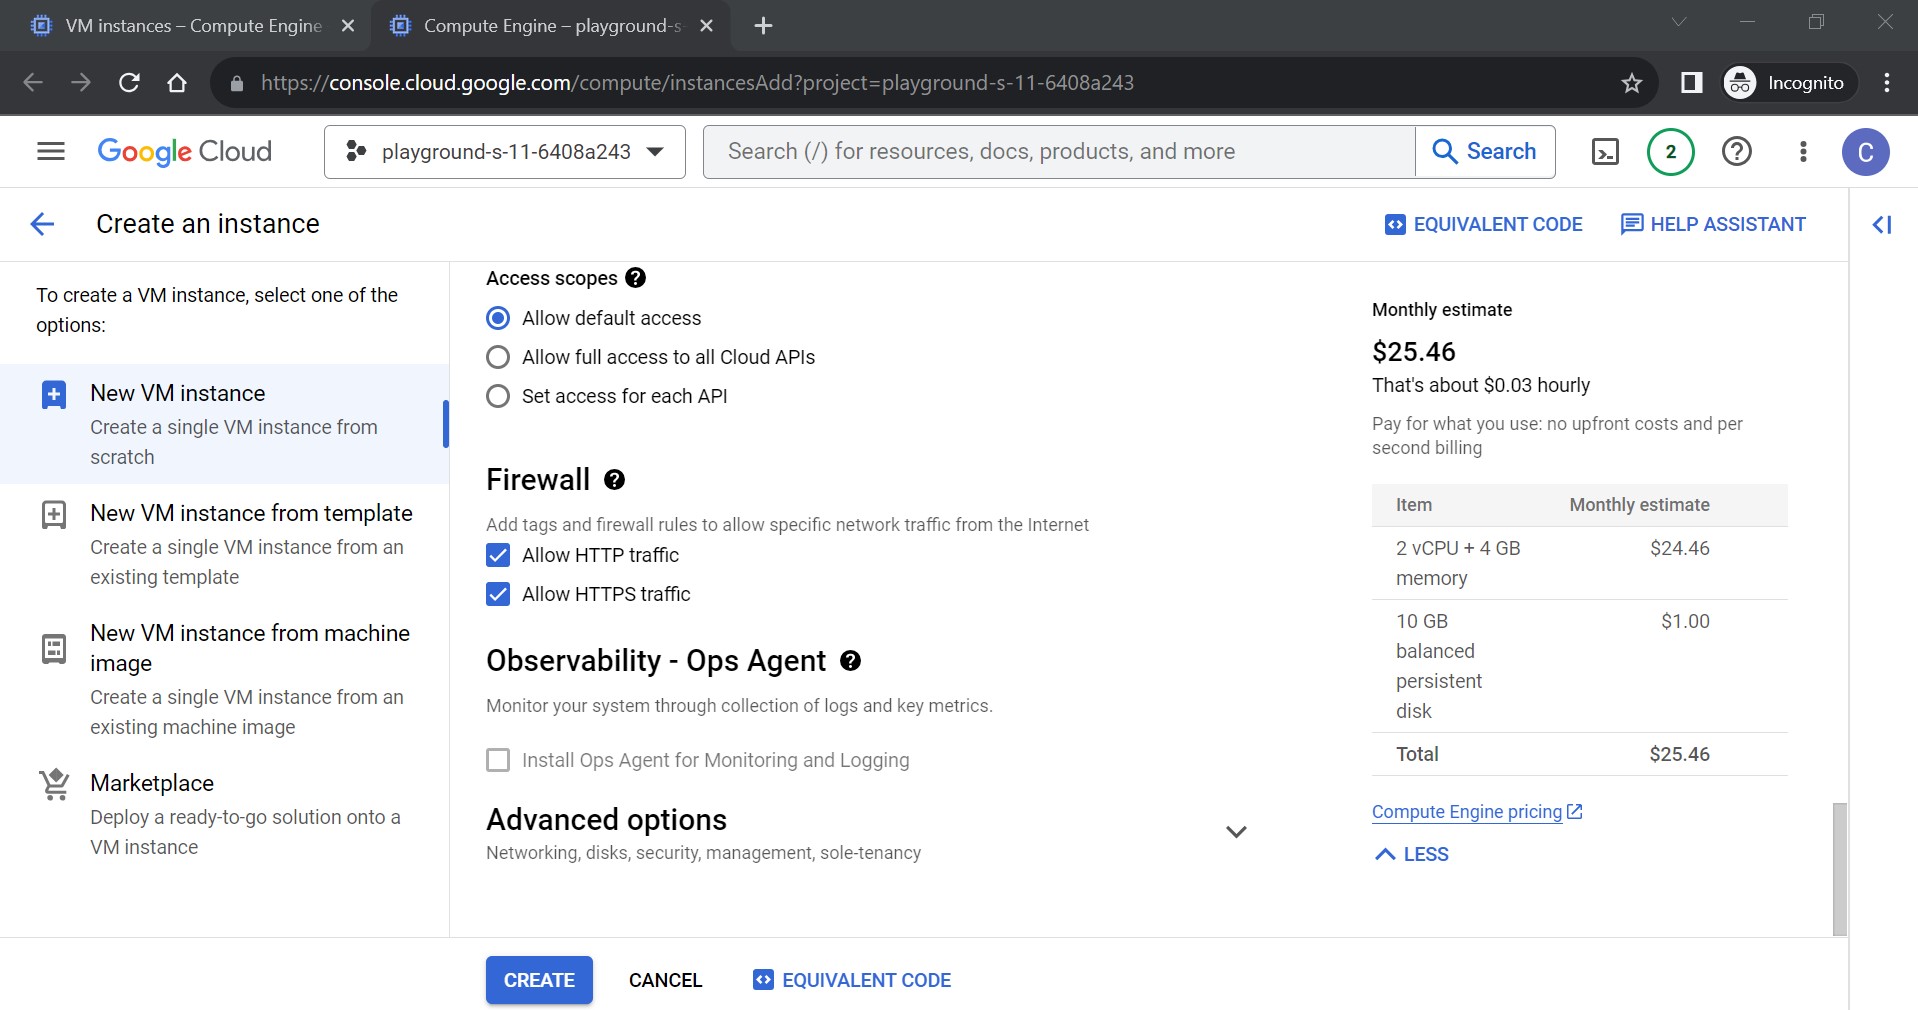 VM instances – Compute Engine
Compute Engine – playground-s-
https://console.cloud.google.com/compute/instancesAdd?project=playground-s-11-6408a243
Incognito
Google Cloud
playground-s-11-6408a243
Search (/) for resources, docs, products, and more
Search
2
C
Create an instance
EQUIVALENT CODE
HELP ASSISTANT
To create a VM instance, select one of the
options:
New VM instance
Create a single VM instance from
scratch
New VM instance from template
Create a single VM instance from an
existing template
New VM instance from machine
image
Create a single VM instance from an
existing machine image
Marketplace
Deploy a ready-to-go solution onto a
VM instance
Access scopes
Allow default access
Allow full access to all Cloud APIs
Set access for each API
Firewall
Add tags and firewall rules to allow specific network traffic from the Internet
Allow HTTP traffic
Allow HTTPS traffic
Observability - Ops Agent
Monitor your system through collection of logs and key metrics.
Install Ops Agent for Monitoring and Logging
Advanced options
Networking, disks, security, management, sole-tenancy
Monthly estimate
$25.46
That's about $0.03 hourly
Pay for what you use: no upfront costs and per
second billing
Item Monthly estimate
2 vCPU + 4 GB $24.46
memory
10 GB $1.00
balanced
persistent
disk
Total $25.46
Compute Engine pricing
LESS
CREATE
CANCEL
EQUIVALENT CODE